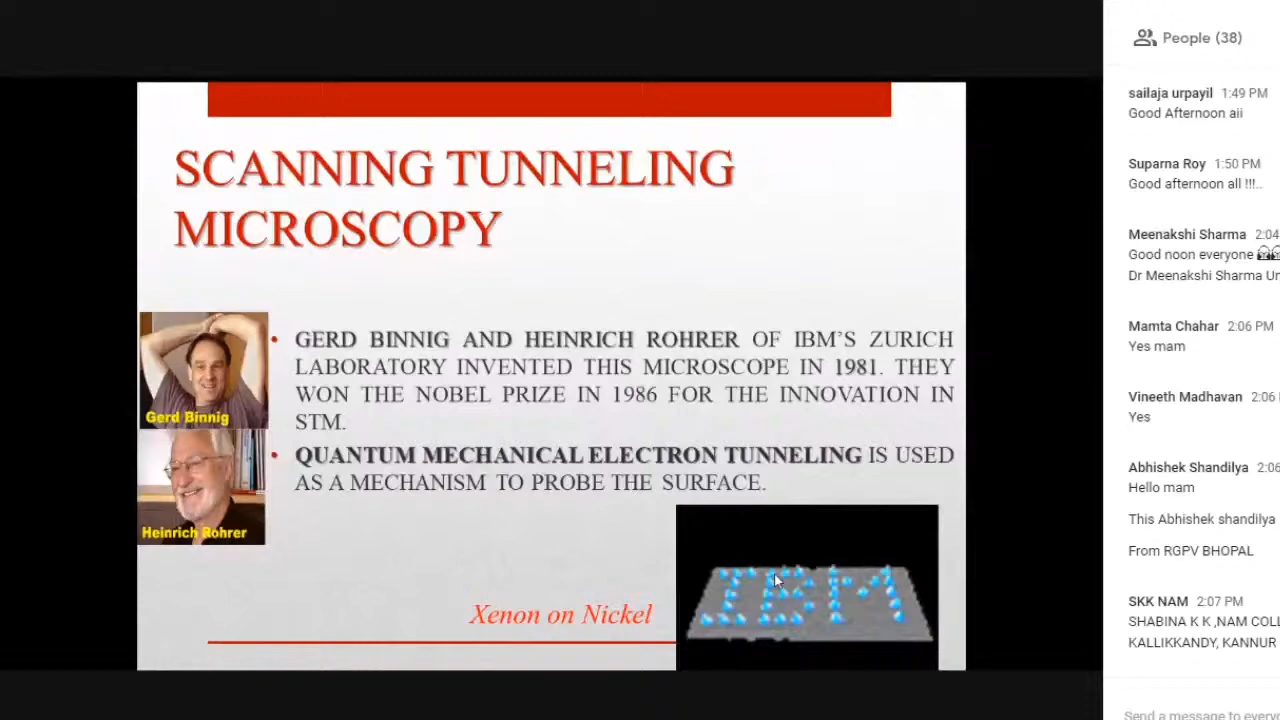 SCANNING TUNNELING
MICROSCOPY
GERD BINNIG AND HEINRICH ROHRER OF IBM’S ZURICH
LABORATORY INVENTED THIS MICROSCOPE IN 1981. THEY
WON THE NOBEL PRIZE IN 1986 FOR THE INNOVATION IN
STM.
QUANTUM MECHANICAL ELECTRON TUNNELING IS USED
AS A MECHANISM TO PROBE THE SURFACE.
Gerd Binnig
Heinrich Rohrer
Xenon on Nickel
IBM
People (38)
sailaja urpayil 1:49 PM
Good Afternoon aii
Suparna Roy 1:50 PM
Good afternoon all !!!..
Meenakshi Sharma 2:04
Good noon everyone
Dr Meenakshi Sharma Un
Mamta Chahar 2:06 PM
Yes mam
Vineeth Madhavan 2:06
Yes
Abhishek Shandilya 2:06
Hello mam
This Abhishek shandilya
From RGPV BHOPAL
SKK NAM 2:07 PM
SHABINA K K ,NAM COLL
KALLIKKANDY, KANNUR
Send a message to everyo